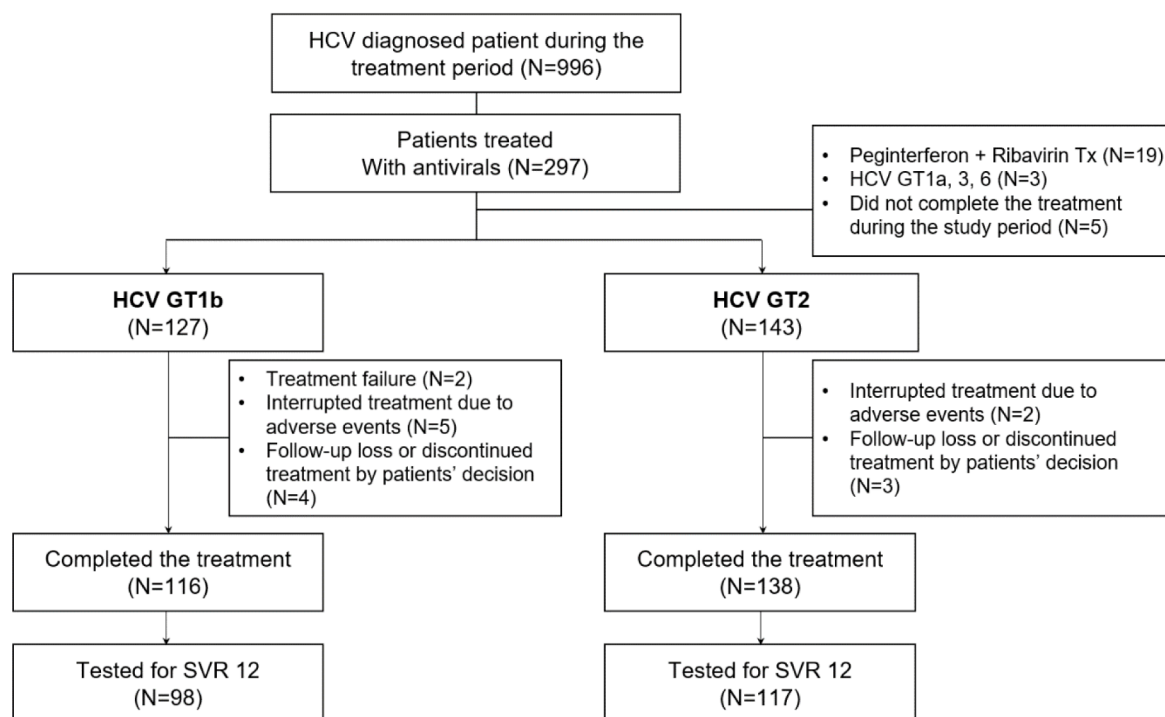 HCV diagnosed patient during the
treatment period (N=996)
Patients treated
With antivirals (N=297)
• Peginterferon + Ribavirin Tx (N=19)
• HCV GT1a, 3, 6 (N=3)
• Did not complete the treatment
during the study period (N=5)
HCV GT1b
(N=127)
HCV GT2
(N=143)
• Treatment failure (N=2)
• Interrupted treatment due to
adverse events (N=5)
• Follow-up loss or discontinued
treatment by patients’ decision
(N=4)
• Interrupted treatment due to
adverse events (N=2)
• Follow-up loss or discontinued
treatment by patients’ decision
(N=3)
Completed the treatment
(N=116)
Completed the treatment
(N=138)
Tested for SVR 12
(N=98)
Tested for SVR 12
(N=117)